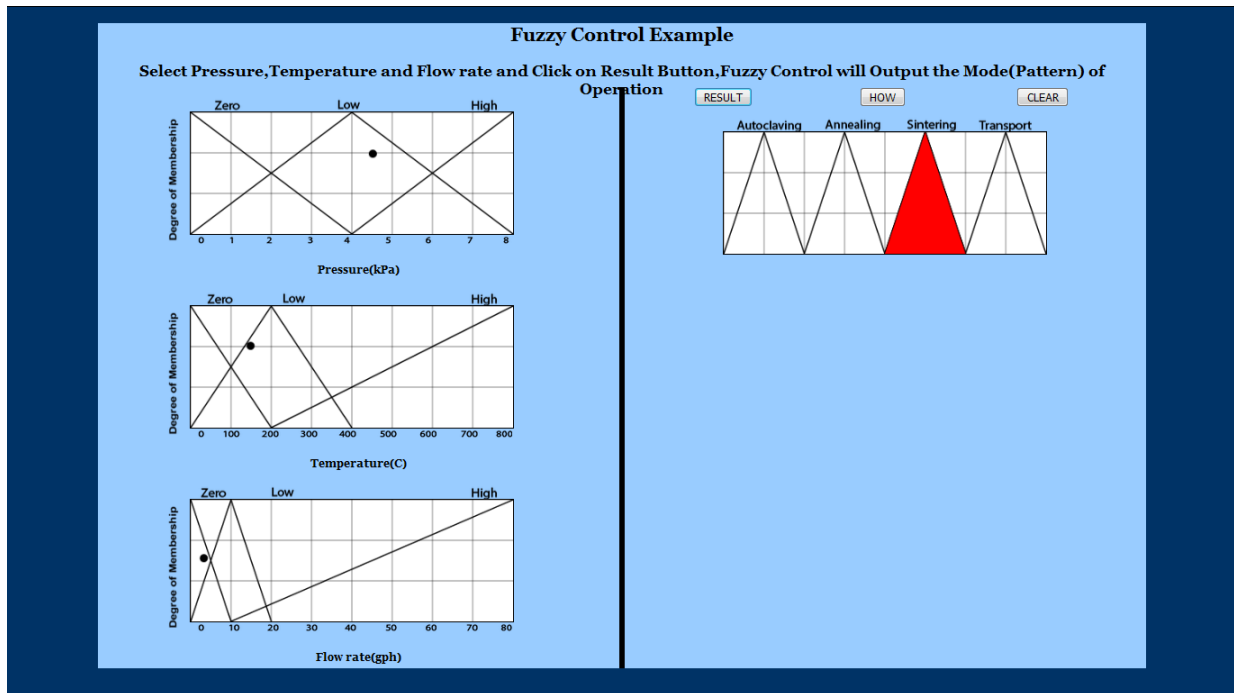 Fuzzy Control Example
Select Pressure,Temperature and Flow rate and Click on Result Button,Fuzzy Control will Output the Mode(Pattern) of
Operation
Zero Low High
Degree of Membership
0 1 2 3 4 5 6 7 8
Pressure(kPa)
Zero Low High
Degree of Membership
0 100 200 300 400 500 600 700 800
Temperature(C)
Zero Low High
Degree of Membership
0 10 20 30 40 50 60 70 80
Flow rate(gph)
RESULT HOW CLEAR
Autoclaving Annealing Sintering Transport